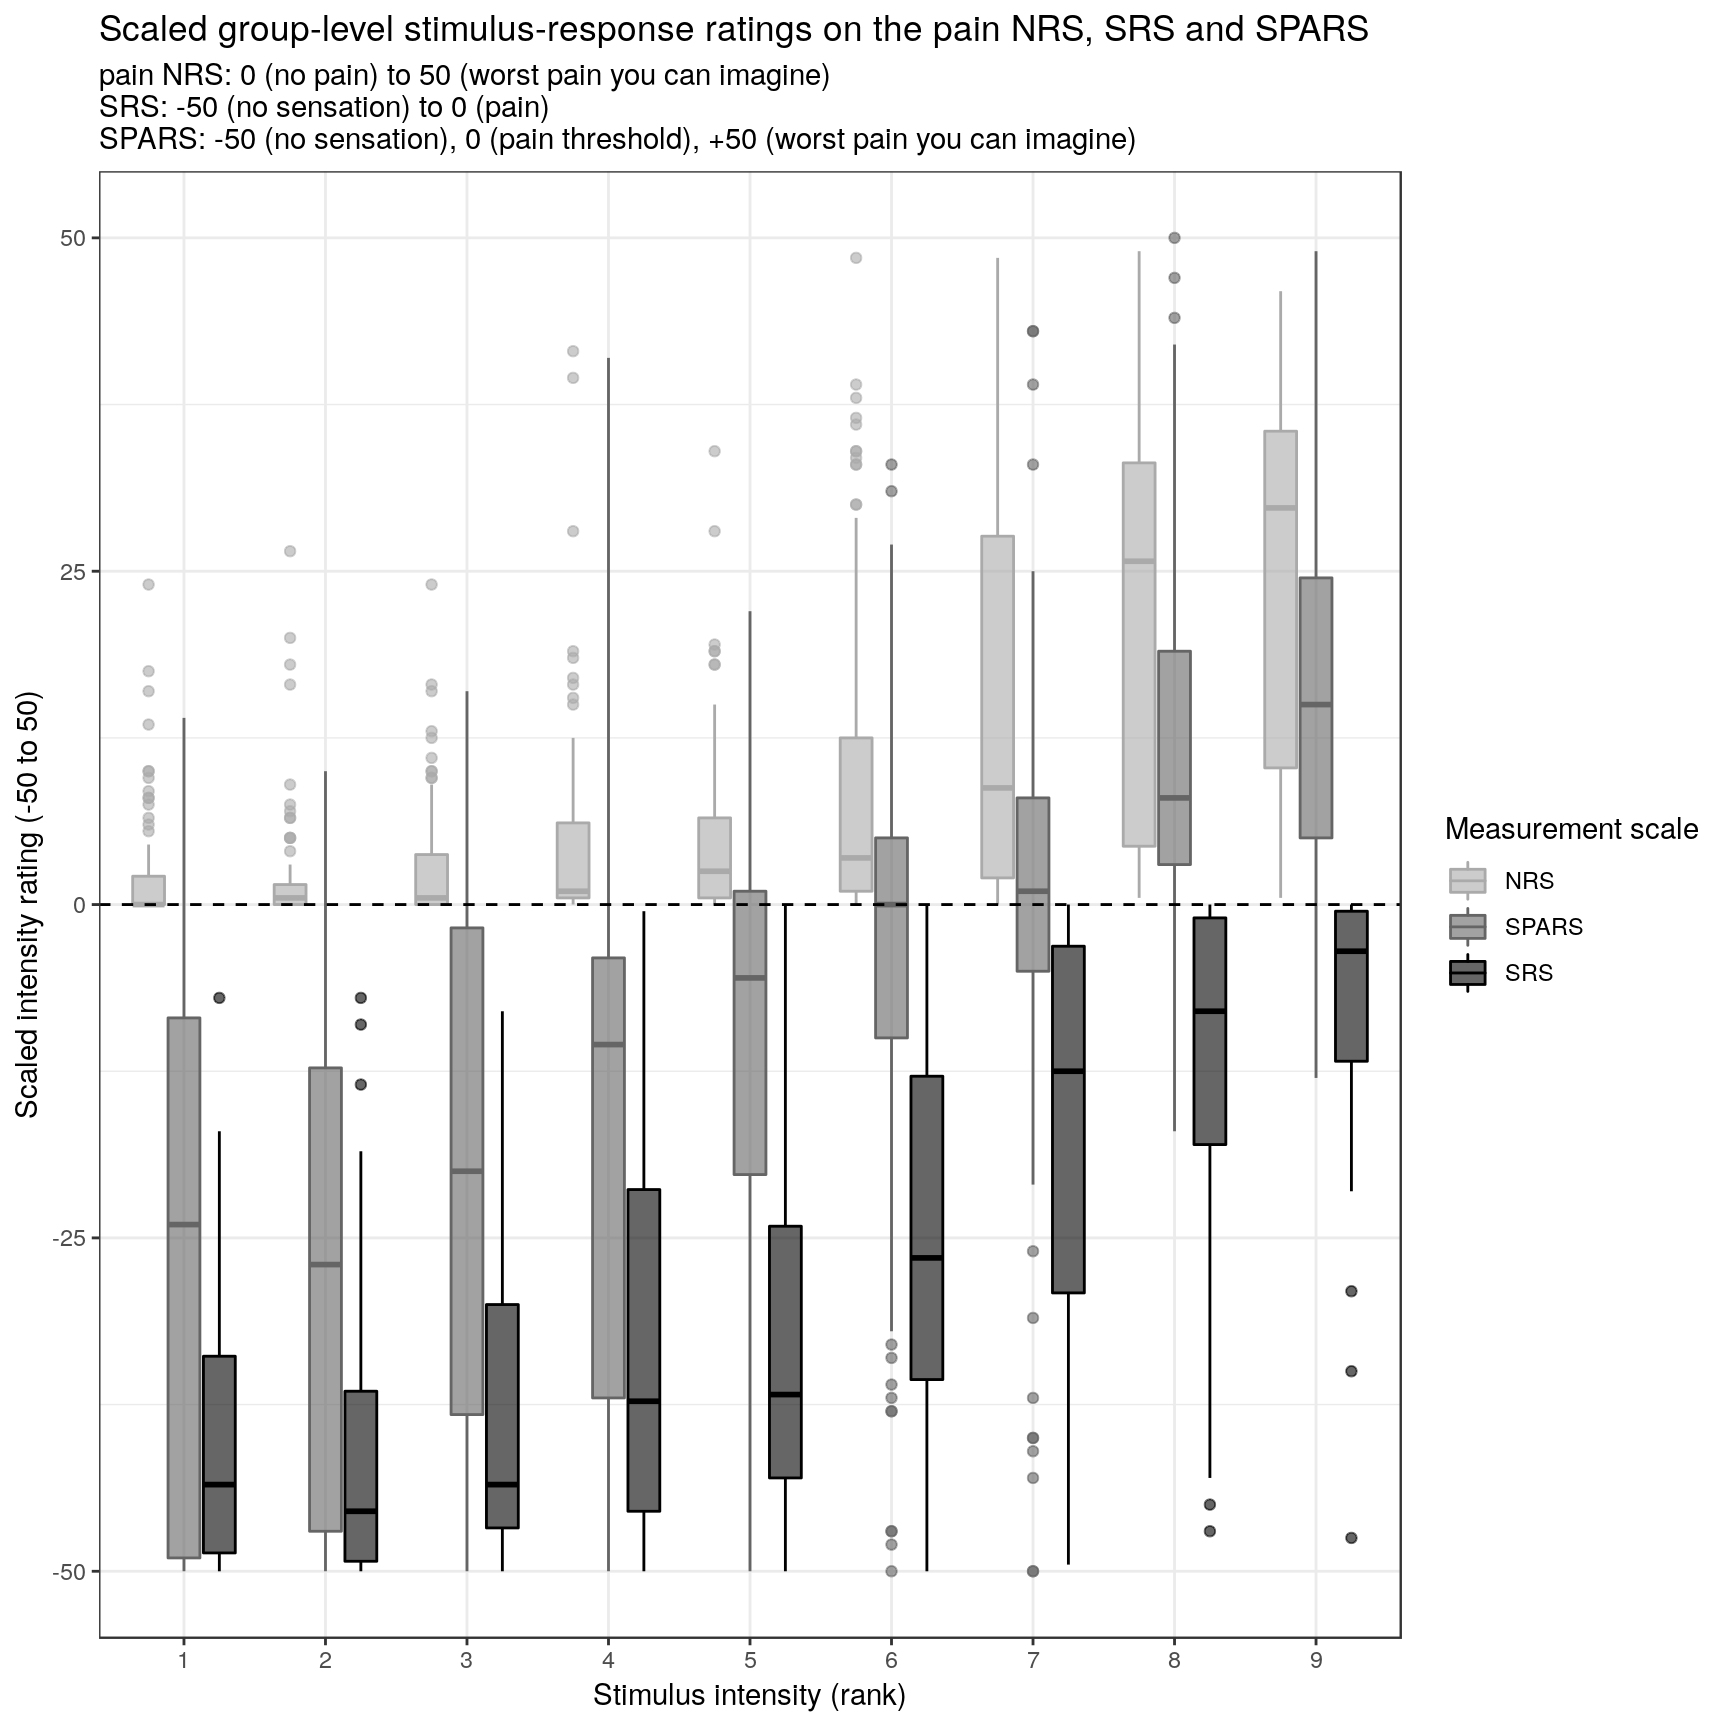 Scaled group-level stimulus-response ratings on the pain NRS, SRS and SPARS
pain NRS: 0 (no pain) to 50 (worst pain you can imagine)
SRS: -50 (no sensation) to 0 (pain)
SPARS: -50 (no sensation), 0 (pain threshold), +50 (worst pain you can imagine)
Scaled intensity rating (-50 to 50)
50
25
0
-25
-50
1 2 3 4 5 6 7 8 9
Stimulus intensity (rank)
Measurement scale
NRS
SPARS
SRS